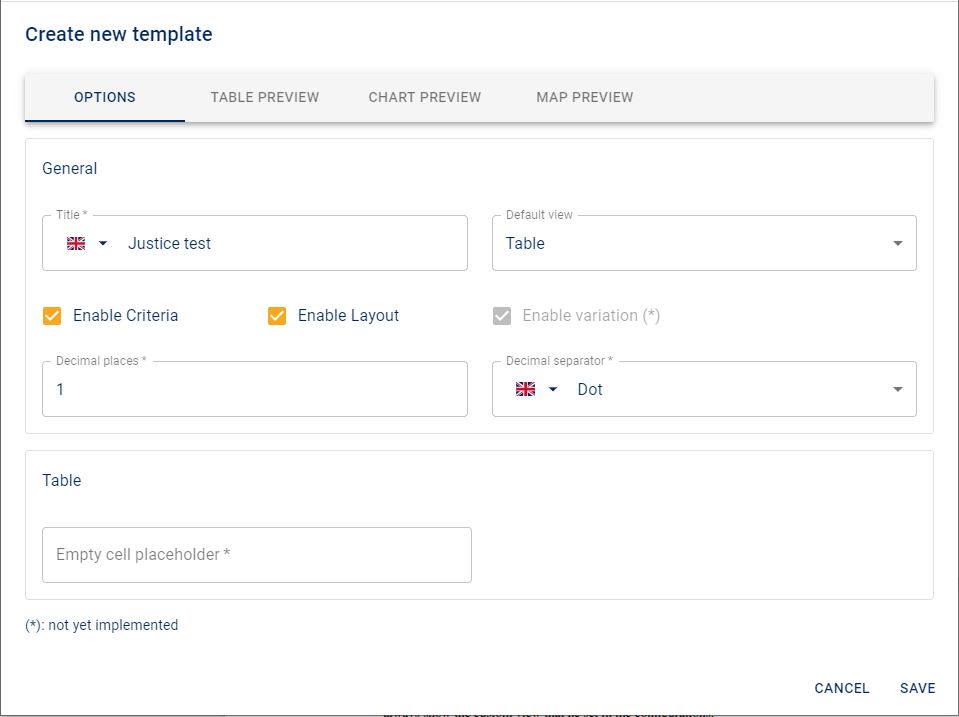 Create new template
OPTIONS TABLE PREVIEW CHART PREVIEW MAP PREVIEW
General
Title * Default view
Justice test Table
Enable Criteria Enable Layout Enable variation (*)
Decimal places * Decimal separator *
1 Dot
Table
Empty cell placeholder *
(*): not yet implemented
CANCEL SAVE